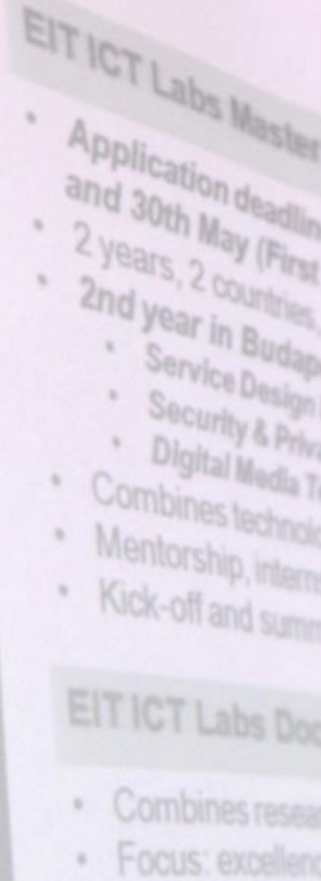 EIT ICT Labs Master
• Application deadlin
and 30th May (First
• 2 years, 2 countries,
• 2nd year in Budap
• Service Design
• Security & Priv
• Digital Media T
• Combines technolo
• Mentorship, intern
• Kick-off and summ
EIT ICT Labs Doc
• Combines resea
• Focus: excellenc